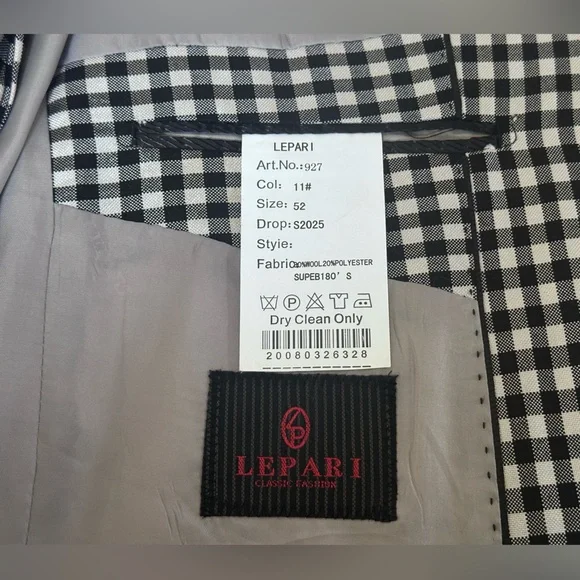 LEPARI
Art.No.:927
Col: 11#
Size: 52
Drop:S2025
Style:
Fabric:80%WOOL20%POLYESTER
SUPEB180'S
Dry Clean Only
20080326328
LEPARI
CLASSIC FASHION